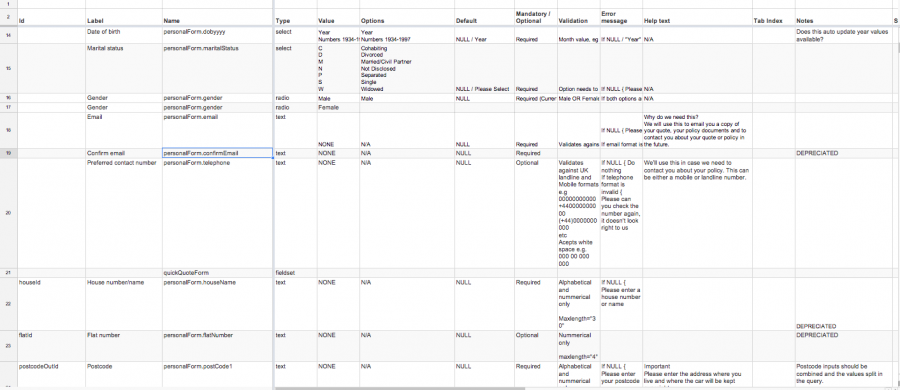 1
Mandatory / Error
2 Id Label Name Type Value Options Default Optional Validation message Help text Tab Index Notes S
14 Date of birth personalForm.dobyyyy select Year Year Does this auto update year values
Numbers 1934-1 Numbers 1934-1997 NULL / Year Required Month value, eg If NULL / "Year" N/A available?
15 Marital status personalForm.maritalStatus select C Cohabiting
D Divorced
M Married/Civil Partner
N Not Disclosed
P Separated
S Single
W Widowed NULL / Please Select Required Option needs to If NULL { Please N/A
16 Gender personalForm.gender radio Male Male NULL Required (Curren Male OR Female If both options a N/A
17 Gender personalForm.gender radio Female
18 Email personalForm.email text Why do we need this?
We will use this to email you a copy of
If NULL { Please your quote, your policy documents and to
contact you about your quote or policy in
NONE N/A NULL Required Validates agains If email format is the future.
19 Confirm email personalForm.confirmEmail text NONE N/A NULL Required DEPRECIATED
20 Preferred contact number personalForm.telephone text NONE N/A NULL Optional Validates If NULL { Do We'll use this in case we need to
against UK nothing contact you about your policy. This can
landline and If telephone be either a mobile or landline number.
Mobile formats format is
e.g invalid {
00000000000 Please can
+4400000000 you check the
00 number again,
(+44)0000000 it doesn't look
000 right to us
etc
Acepts white
space e.g.
000 00 000
000
21 quickQuoteForm fieldset
22 houseId House number/name personalForm.houseName text NONE N/A NULL Required Alphabetical If NULL {
and Please enter a
nummerical house number
only or name
Maxlength="3
0" DEPRECIATED
23 flatId Flat number personalForm.flatNumber text NONE N/A NULL Optional Nummerical DEPRECIATED
only
maxlength="4"
postcodeOutId Postcode personalForm.postCode1 text NONE N/A NULL Required Alphabetical If NULL { Important Postcode inputs should be
and Please enter Please enter the address where you combined and the values split in
nummerical your postcode live and where the car will be kept the query.